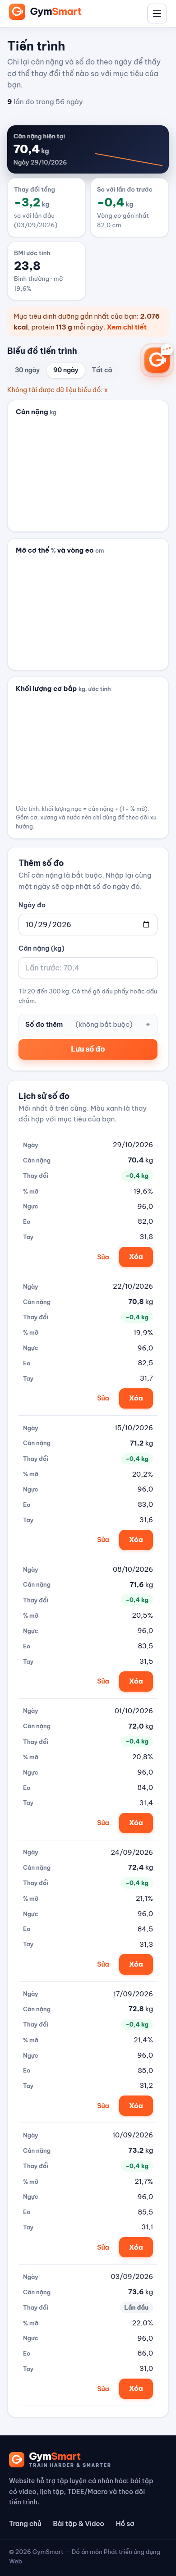 GymSmart
Tiến trình
Ghi lại cân nặng và số đo theo ngày để thấy
cơ thể thay đổi thế nào so với mục tiêu của
bạn.
9 lần đo trong 56 ngày
Cân nặng hiện tại
70,4 kg
Ngày 29/10/2026
Thay đổi tổng
-3,2 kg
so với lần đầu
(03/09/2026)
So với lần đo trước
-0,4 kg
Vòng eo gần nhất
82,0 cm
BMI ước tính
23,8
Bình thường · mỡ
19,6%
Mục tiêu dinh dưỡng gần nhất của bạn: 2.076
kcal, protein 113 g mỗi ngày. Xem chi tiết
Biểu đồ tiến trình
30 ngày
90 ngày
Tất cả
Không tải được dữ liệu biểu đồ: x
Cân nặng kg
Mỡ cơ thể % và vòng eo cm
Khối lượng cơ bắp kg, ước tính
Ước tính: khối lượng nạc = cân nặng × (1 - % mỡ).
Gồm cơ, xương và nước nên chỉ dùng để theo dõi xu
hướng.
Thêm số đo
Chỉ cân nặng là bắt buộc. Nhập lại cùng
một ngày sẽ cập nhật số đo ngày đó.
Ngày đo
10/29/2026
Cân nặng (kg)
Lần trước: 70,4
Từ 20 đến 300 kg. Có thể gõ dấu phẩy hoặc dấu
chấm.
Số đo thêm (không bắt buộc) +
Lưu số đo
Lịch sử số đo
Mới nhất ở trên cùng. Màu xanh là thay
đổi hợp với mục tiêu của bạn.
Ngày 29/10/2026
Cân nặng 70,4 kg
Thay đổi -0,4 kg
% mỡ 19,6%
Ngực 96,0
Eo 82,0
Tay 31,8
Sửa Xóa
Ngày 22/10/2026
Cân nặng 70,8 kg
Thay đổi -0,4 kg
% mỡ 19,9%
Ngực 96,0
Eo 82,5
Tay 31,7
Sửa Xóa
Ngày 15/10/2026
Cân nặng 71,2 kg
Thay đổi -0,4 kg
% mỡ 20,2%
Ngực 96,0
Eo 83,0
Tay 31,6
Sửa Xóa
Ngày 08/10/2026
Cân nặng 71,6 kg
Thay đổi -0,4 kg
% mỡ 20,5%
Ngực 96,0
Eo 83,5
Tay 31,5
Sửa Xóa
Ngày 01/10/2026
Cân nặng 72,0 kg
Thay đổi -0,4 kg
% mỡ 20,8%
Ngực 96,0
Eo 84,0
Tay 31,4
Sửa Xóa
Ngày 24/09/2026
Cân nặng 72,4 kg
Thay đổi -0,4 kg
% mỡ 21,1%
Ngực 96,0
Eo 84,5
Tay 31,3
Sửa Xóa
Ngày 17/09/2026
Cân nặng 72,8 kg
Thay đổi -0,4 kg
% mỡ 21,4%
Ngực 96,0
Eo 85,0
Tay 31,2
Sửa Xóa
Ngày 10/09/2026
Cân nặng 73,2 kg
Thay đổi -0,4 kg
% mỡ 21,7%
Ngực 96,0
Eo 85,5
Tay 31,1
Sửa Xóa
Ngày 03/09/2026
Cân nặng 73,6 kg
Thay đổi Lần đầu
% mỡ 22,0%
Ngực 96,0
Eo 86,0
Tay 31,0
Sửa Xóa
GymSmart
TRAIN HARDER & SMARTER
Website hỗ trợ tập luyện cá nhân hóa: bài tập
có video, lịch tập, TDEE/Macro và theo dõi
tiến trình.
Trang chủ
Bài tập & Video
Hồ sơ
© 2026 GymSmart — Đồ án môn Phát triển ứng dụng
Web